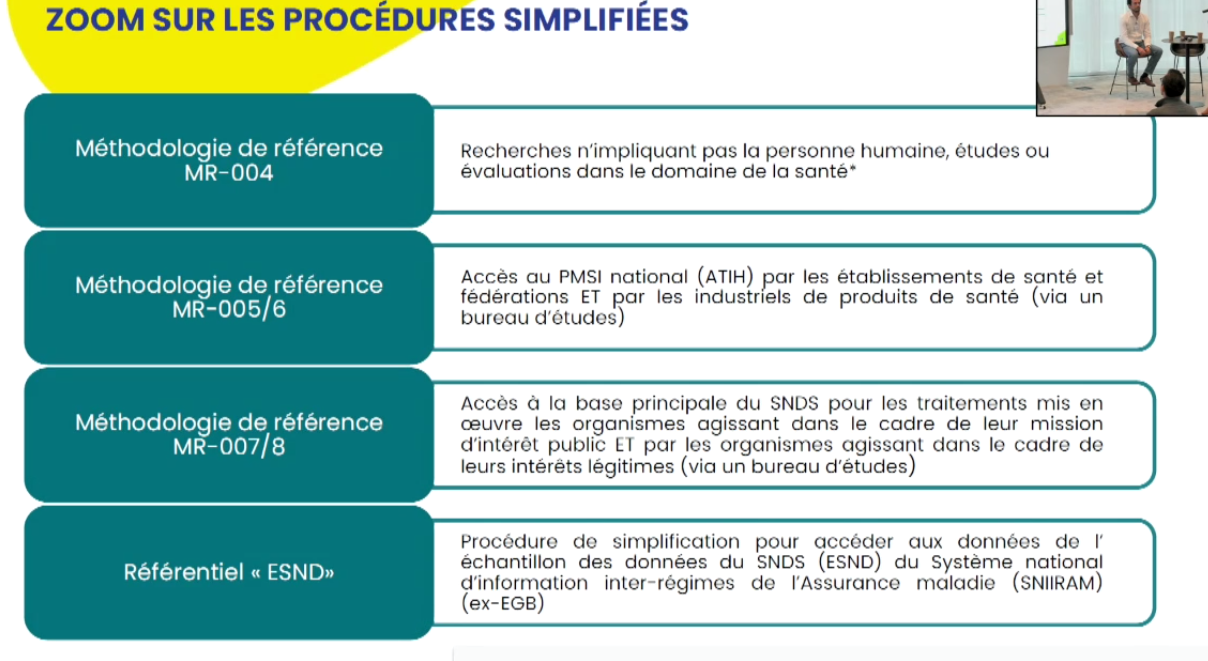 ZOOM SUR LES PROCÉDURES SIMPLIFIÉES
Méthodologie de référence
MR-004
Recherches n'impliquant pas la personne humaine, études ou
évaluations dans le domaine de la santé*
Méthodologie de référence
MR-005/6
Accès au PMSI national (ATIH) par les établissements de santé et
fédérations ET par les industriels de produits de santé (via un
bureau d'études)
Méthodologie de référence
MR-007/8
Accès à la base principale du SNDS pour les traitements mis en
œuvre les organismes agissant dans le cadre de leur mission
d'intérêt public ET par les organismes agissant dans le cadre de
leurs intérêts légitimes (via un bureau d'études)
Référentiel « ESND»
Procédure de simplification pour accéder aux données de l'
échantillon des données du SNDS (ESND) du Système national
d'information inter-régimes de l'Assurance maladie (SNIIRAM)
(ex-EGB)